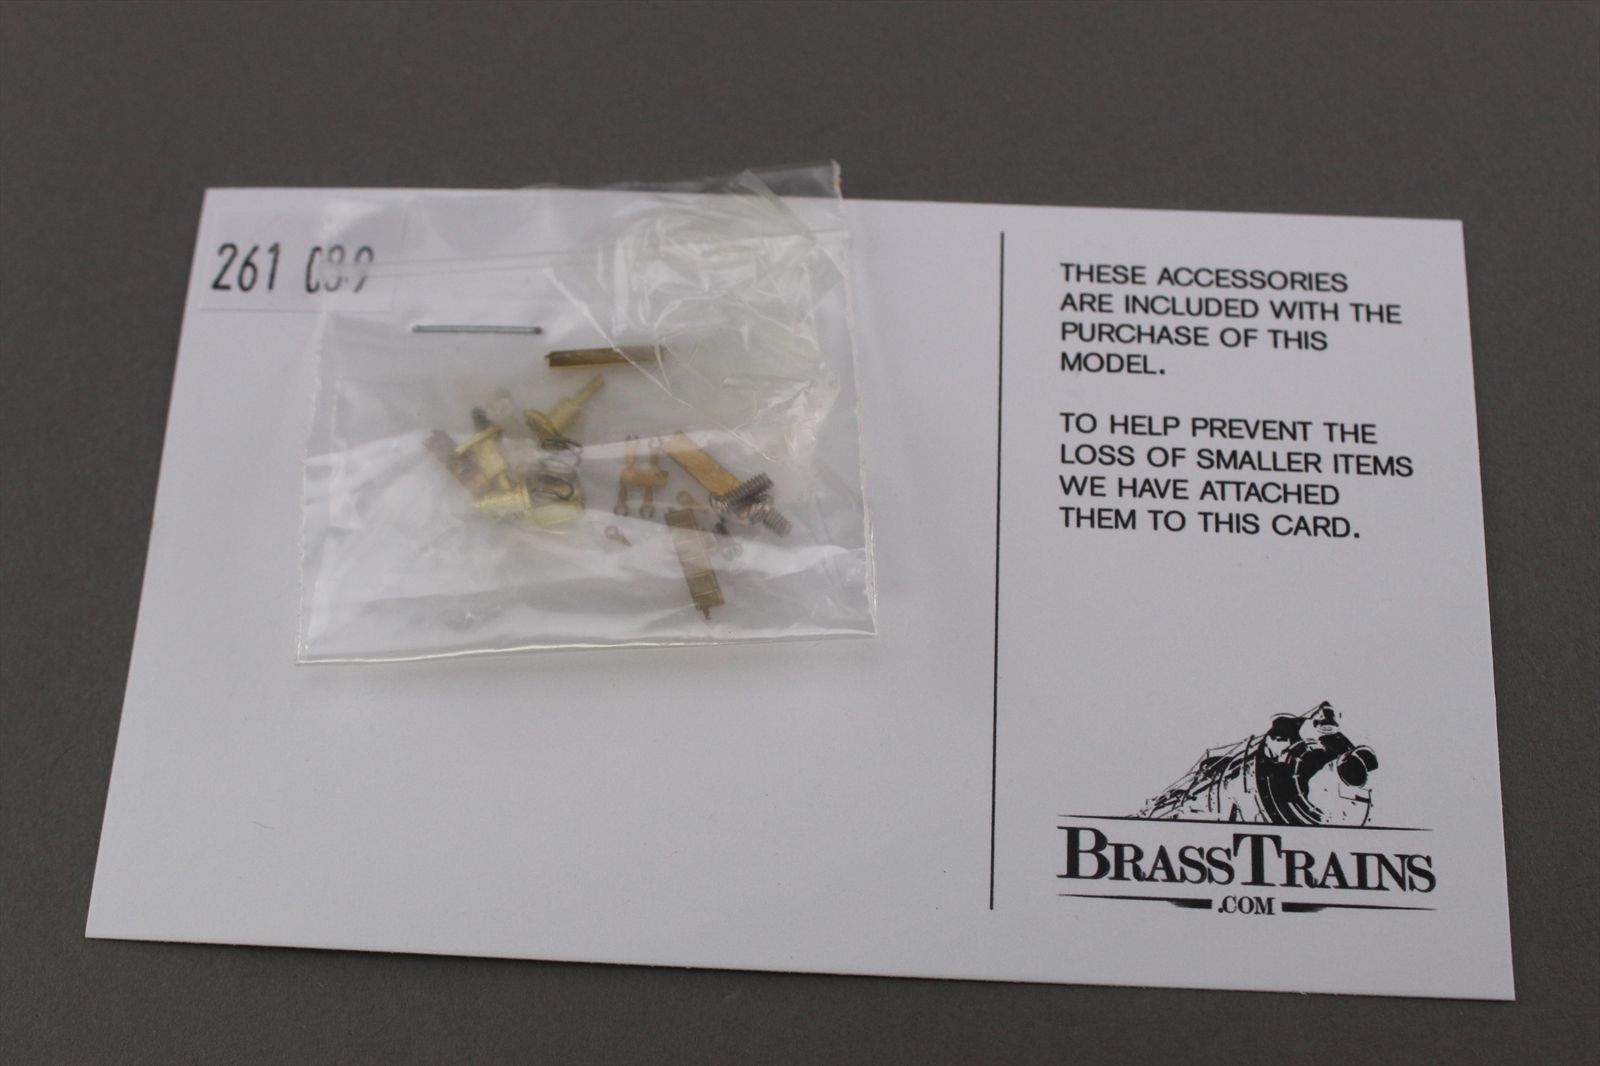 261 089
THESE ACCESSORIES
ARE INCLUDED WITH THE
PURCHASE OF THIS
MODEL.
TO HELP PREVENT THE
LOSS OF SMALLER ITEMS
WE HAVE ATTACHED
THEM TO THIS CARD.
BRASSTRAINS
.COM